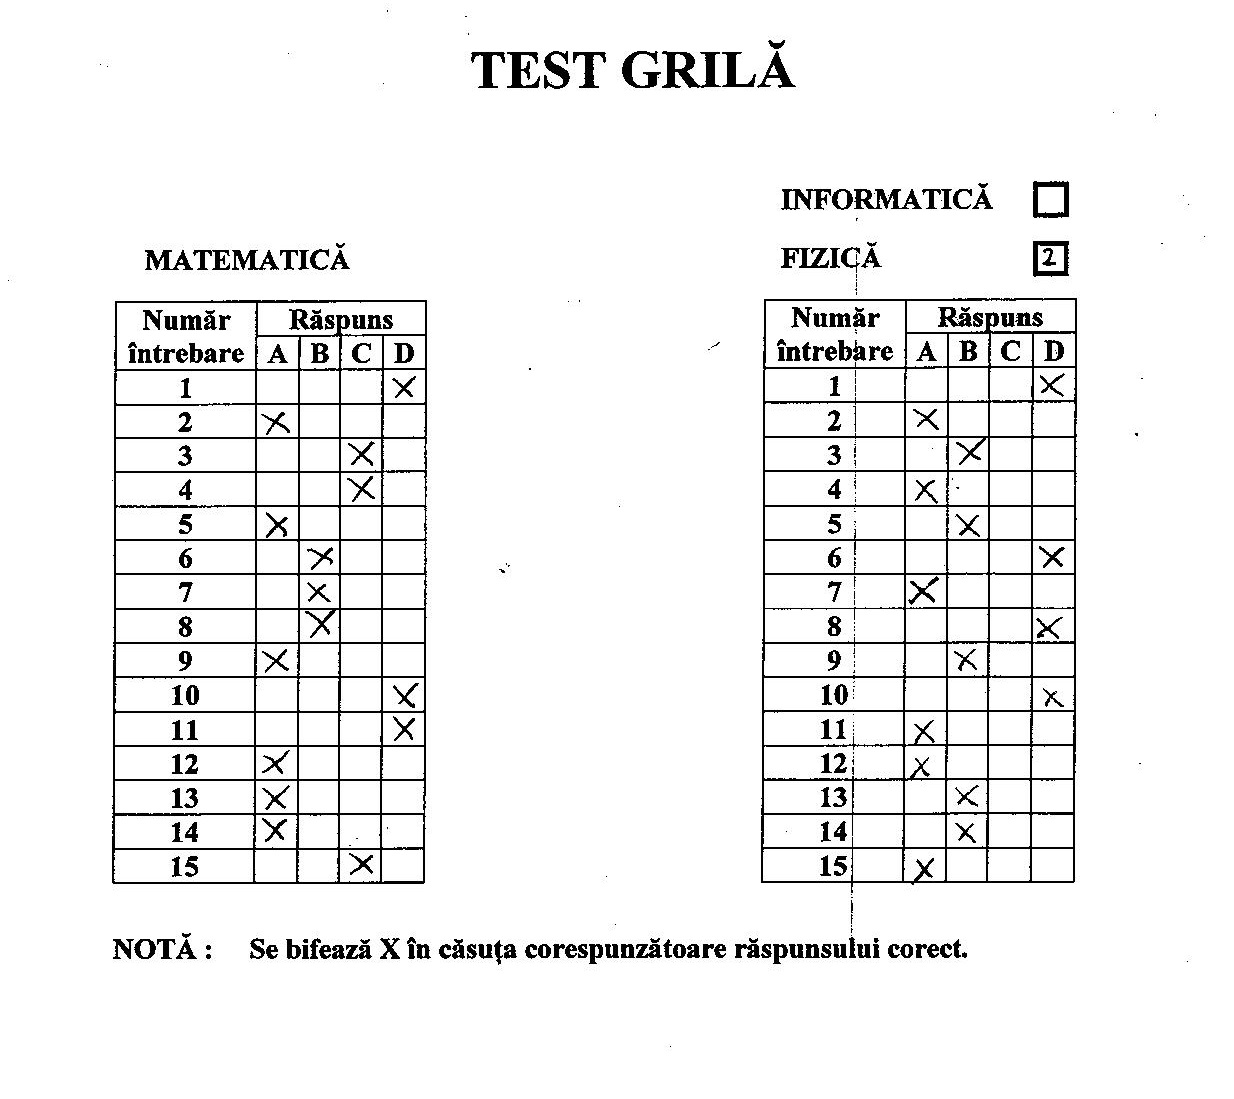 TEST GRILĂ
INFORMATICĂ
MATEMATICĂ
FIZICĂ 2
Număr întrebare Răspuns
A B C D
1 X
2 X
3 X
4 X
5 X
6 X
7 X
8 X
9 X
10 X
11 X
12 X
13 X
14 X
15 X
Număr întrebare Răspuns
A B C D
1 X
2 X
3 X
4 X
5 X
6 X
7 X
8 X
9 X
10 X
11 X
12 X
13 X
14 X
15 X
NOTĂ : Se bifează X în căsuța corespunzătoare răspunsului corect.